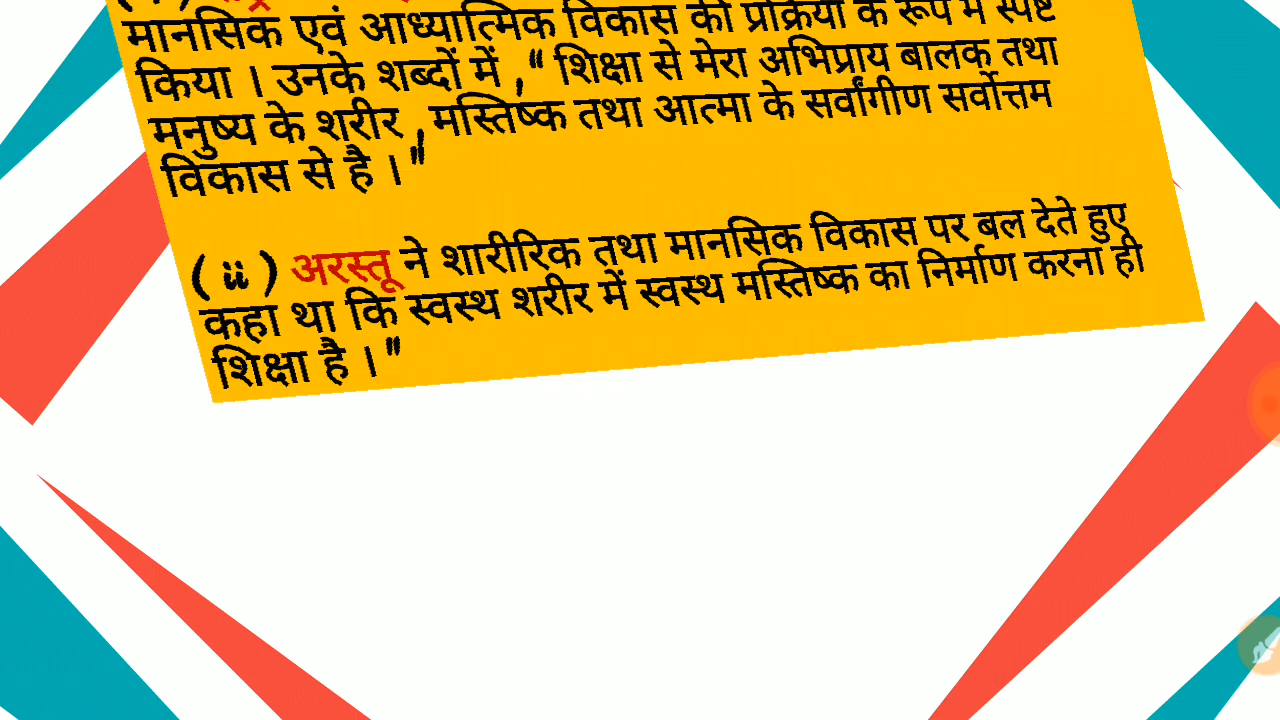 मानसिक एवं आध्यात्मिक विकास की प्रक्रिया के रूप में स्पष्ट
किया । उनके शब्दों में ," शिक्षा से मेरा अभिप्राय बालक तथा
मनुष्य के शरीर , मस्तिष्क तथा आत्मा के सर्वांगीण सर्वोत्तम
विकास से है ।"
( ii ) अरस्तू ने शारीरिक तथा मानसिक विकास पर बल देते हुए
कहा था कि स्वस्थ शरीर में स्वस्थ मस्तिष्क का निर्माण करना ही
शिक्षा है ।"